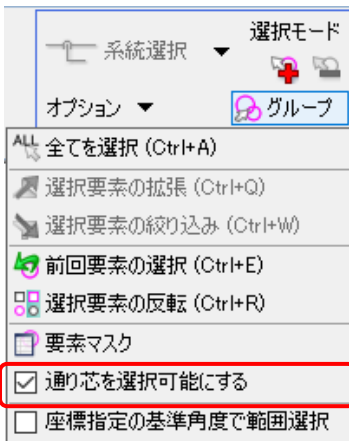 選択モード
系統選択 ▼
オプション ▼
グループ
ALL 全てを選択 (Ctrl+A)
選択要素の拡張 (Ctrl+Q)
選択要素の絞り込み (Ctrl+W)
前回要素の選択 (Ctrl+E)
選択要素の反転 (Ctrl+R)
要素マスク
通り芯を選択可能にする
座標指定の基準角度で範囲選択